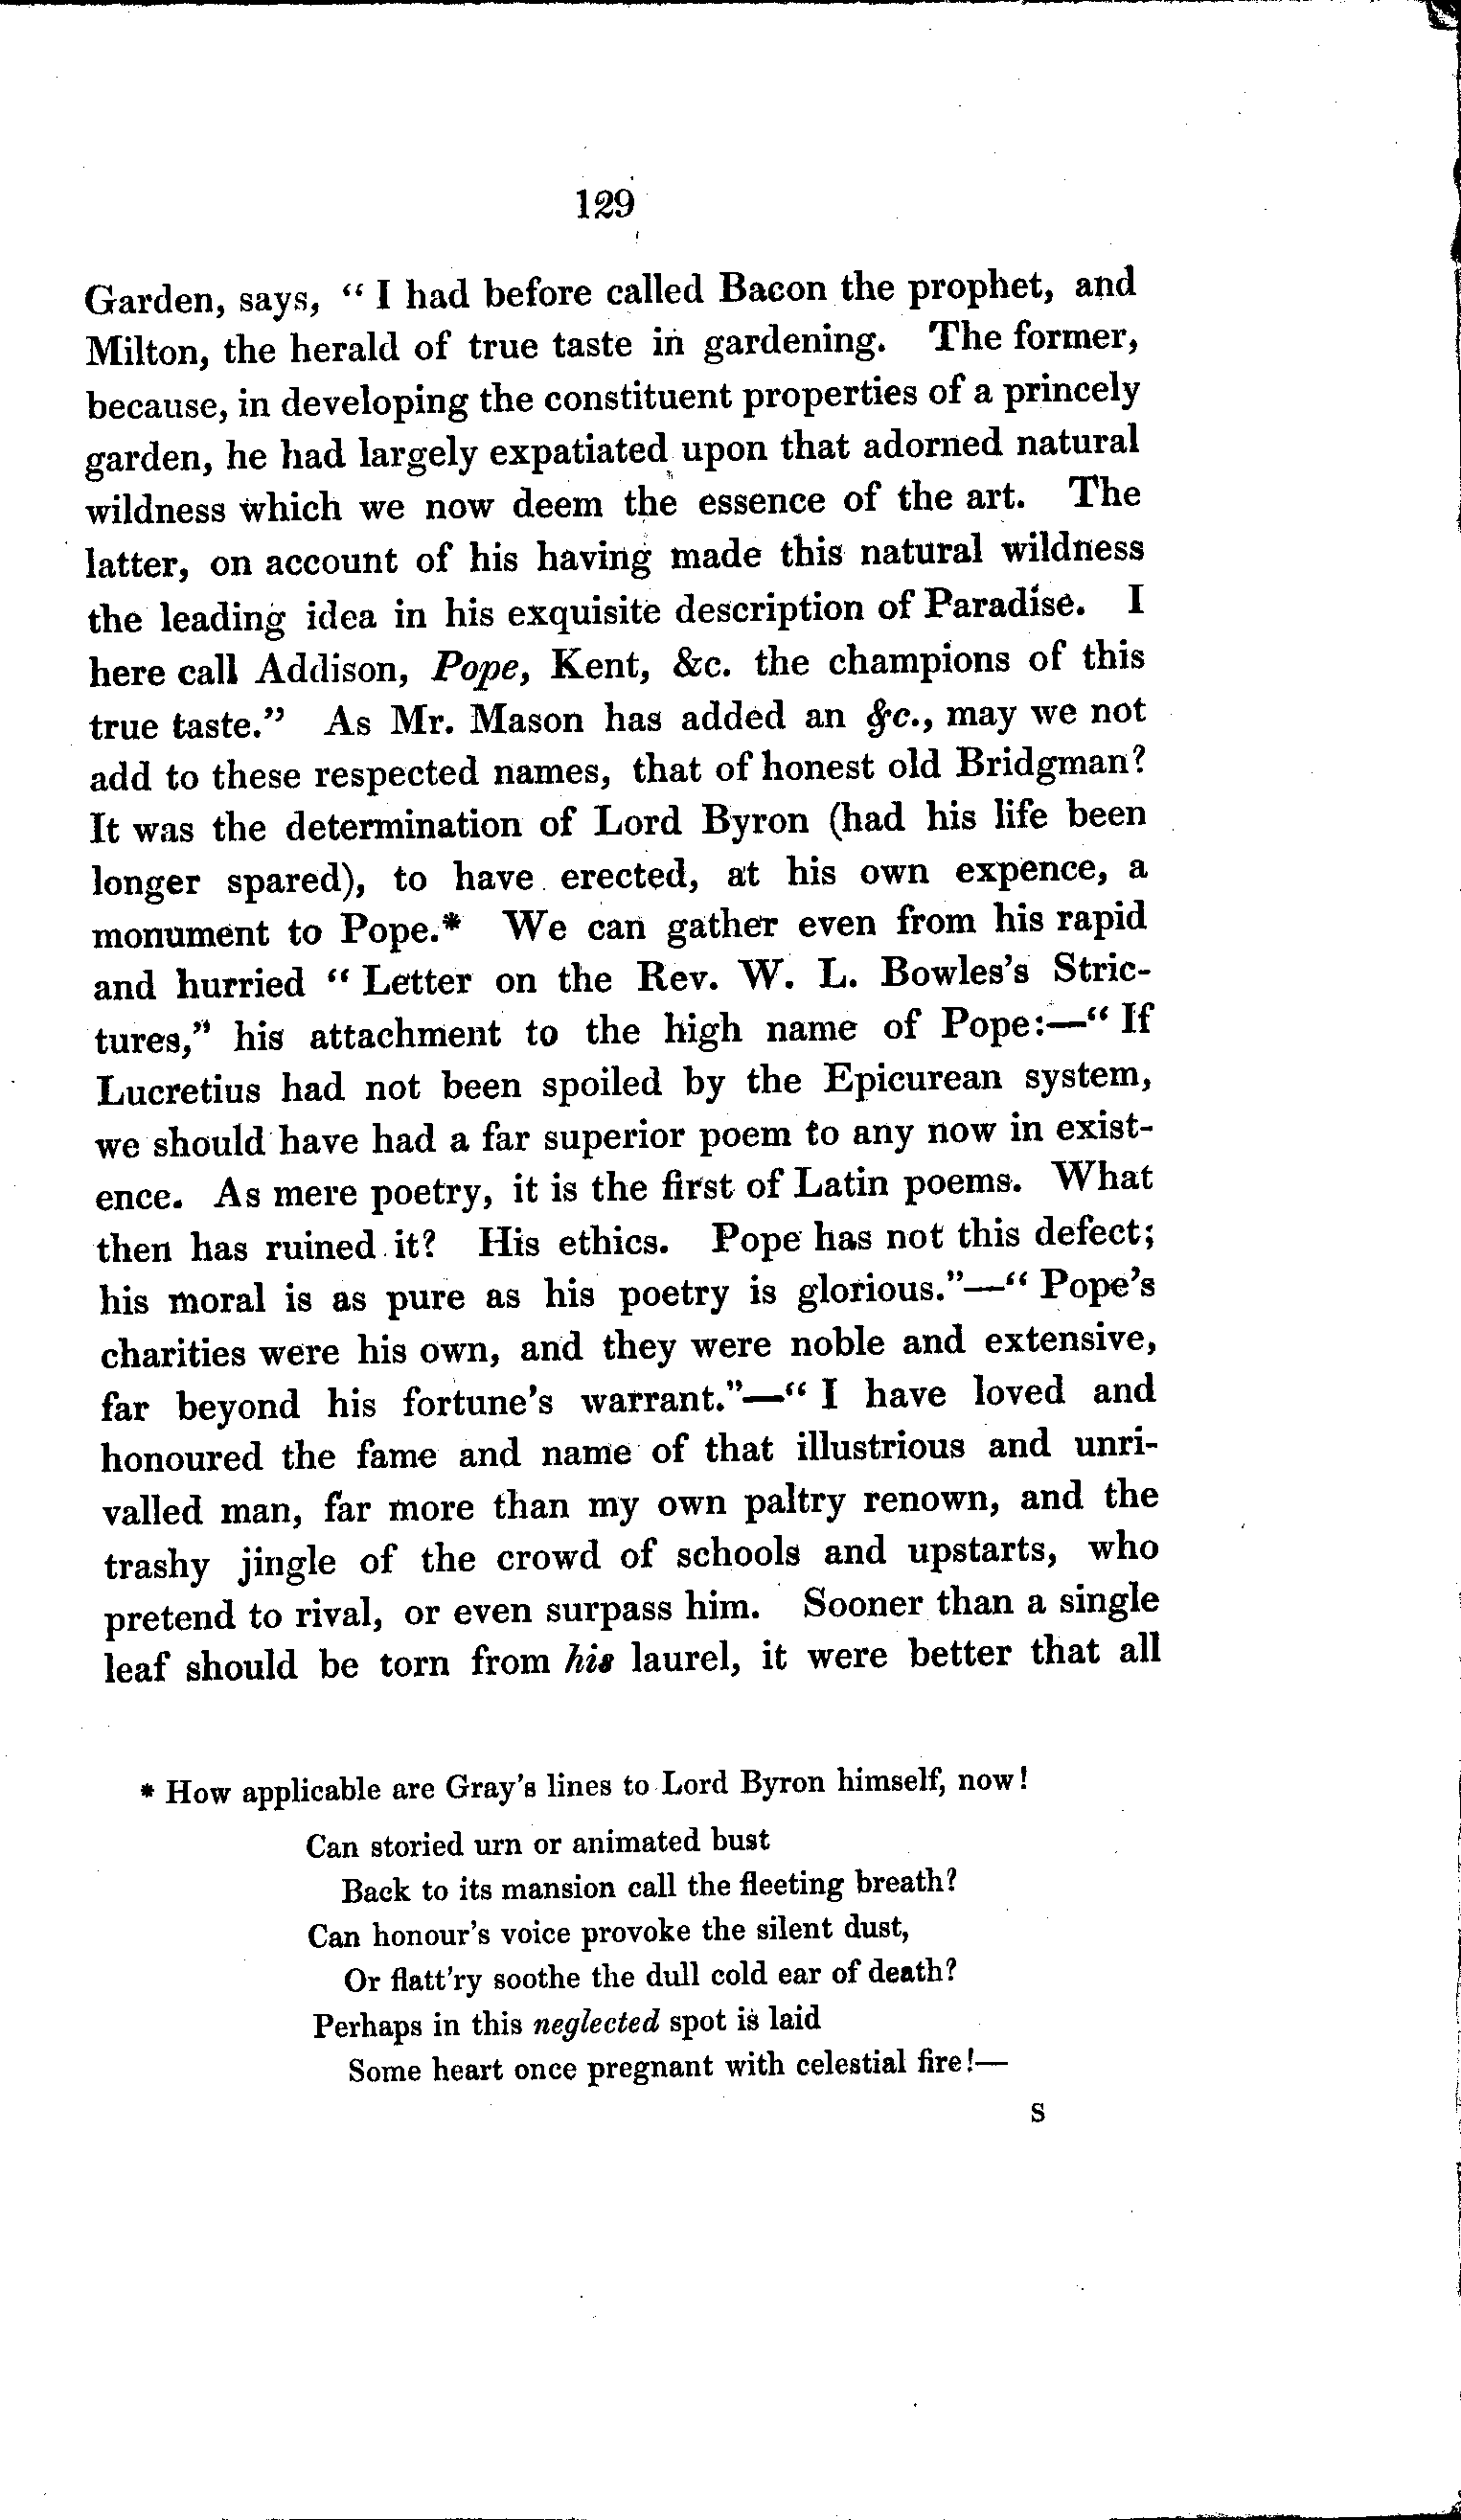 129
Garden, says, “ I had before called Bacon the prophet, and
Milton, the herald of true taste in gardening. The former,
because, in developing the constituent properties of a princely
garden, he had largely expatiated upon that adorned natural
wildness which we now deem the essence of the art. The
latter, on account of his having made this natural wildness
the leading idea in his exquisite description of Paradise. I
here call Addison, Pope, Kent, &c. the champions of this
true taste.” As Mr. Mason has added an &c., may we not
add to these respected names, that of honest old Bridgman?
It was the determination of Lord Byron (had his life been
longer spared), to have erected, at his own expence, a
monument to Pope.* We can gather even from his rapid
and hurried “ Letter on the Rev. W. L. Bowles’s Stric-
tures,” his attachment to the high name of Pope:—“ If
Lucretius had not been spoiled by the Epicurean system,
we should have had a far superior poem to any now in exist-
ence. As mere poetry, it is the first of Latin poems. What
then has ruined it? His ethics. Pope has not this defect;
his moral is as pure as his poetry is glorious.”—“ Pope’s
charities were his own, and they were noble and extensive,
far beyond his fortune’s warrant.”—“ I have loved and
honoured the fame and name of that illustrious and unri-
valled man, far more than my own paltry renown, and the
trashy jingle of the crowd of schools and upstarts, who
pretend to rival, or even surpass him. Sooner than a single
leaf should be torn from his laurel, it were better that all
* How applicable are Gray’s lines to Lord Byron himself, now!
Can storied urn or animated bust
Back to its mansion call the fleeting breath?
Can honour’s voice provoke the silent dust,
Or flatt’ry soothe the dull cold ear of death?
Perhaps in this neglected spot is laid
Some heart once pregnant with celestial fire!—
S